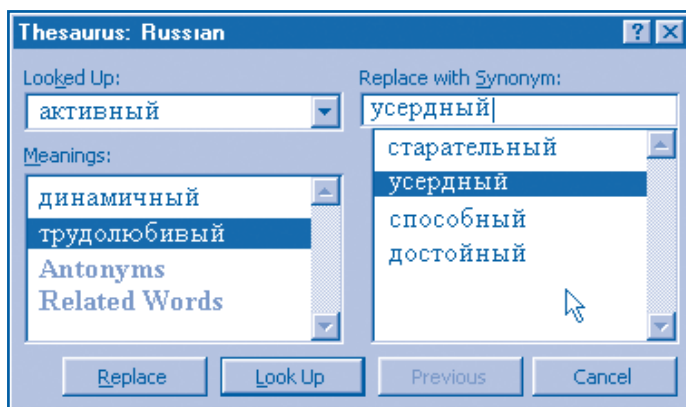 Thesaurus: Russian
Looked Up:
активный
Meanings:
динамичный
трудолюбивый
Antonyms
Related Words
Replace with Synonym:
усердный
старательный
усердный
способный
достойный
Replace
Look Up
Previous
Cancel